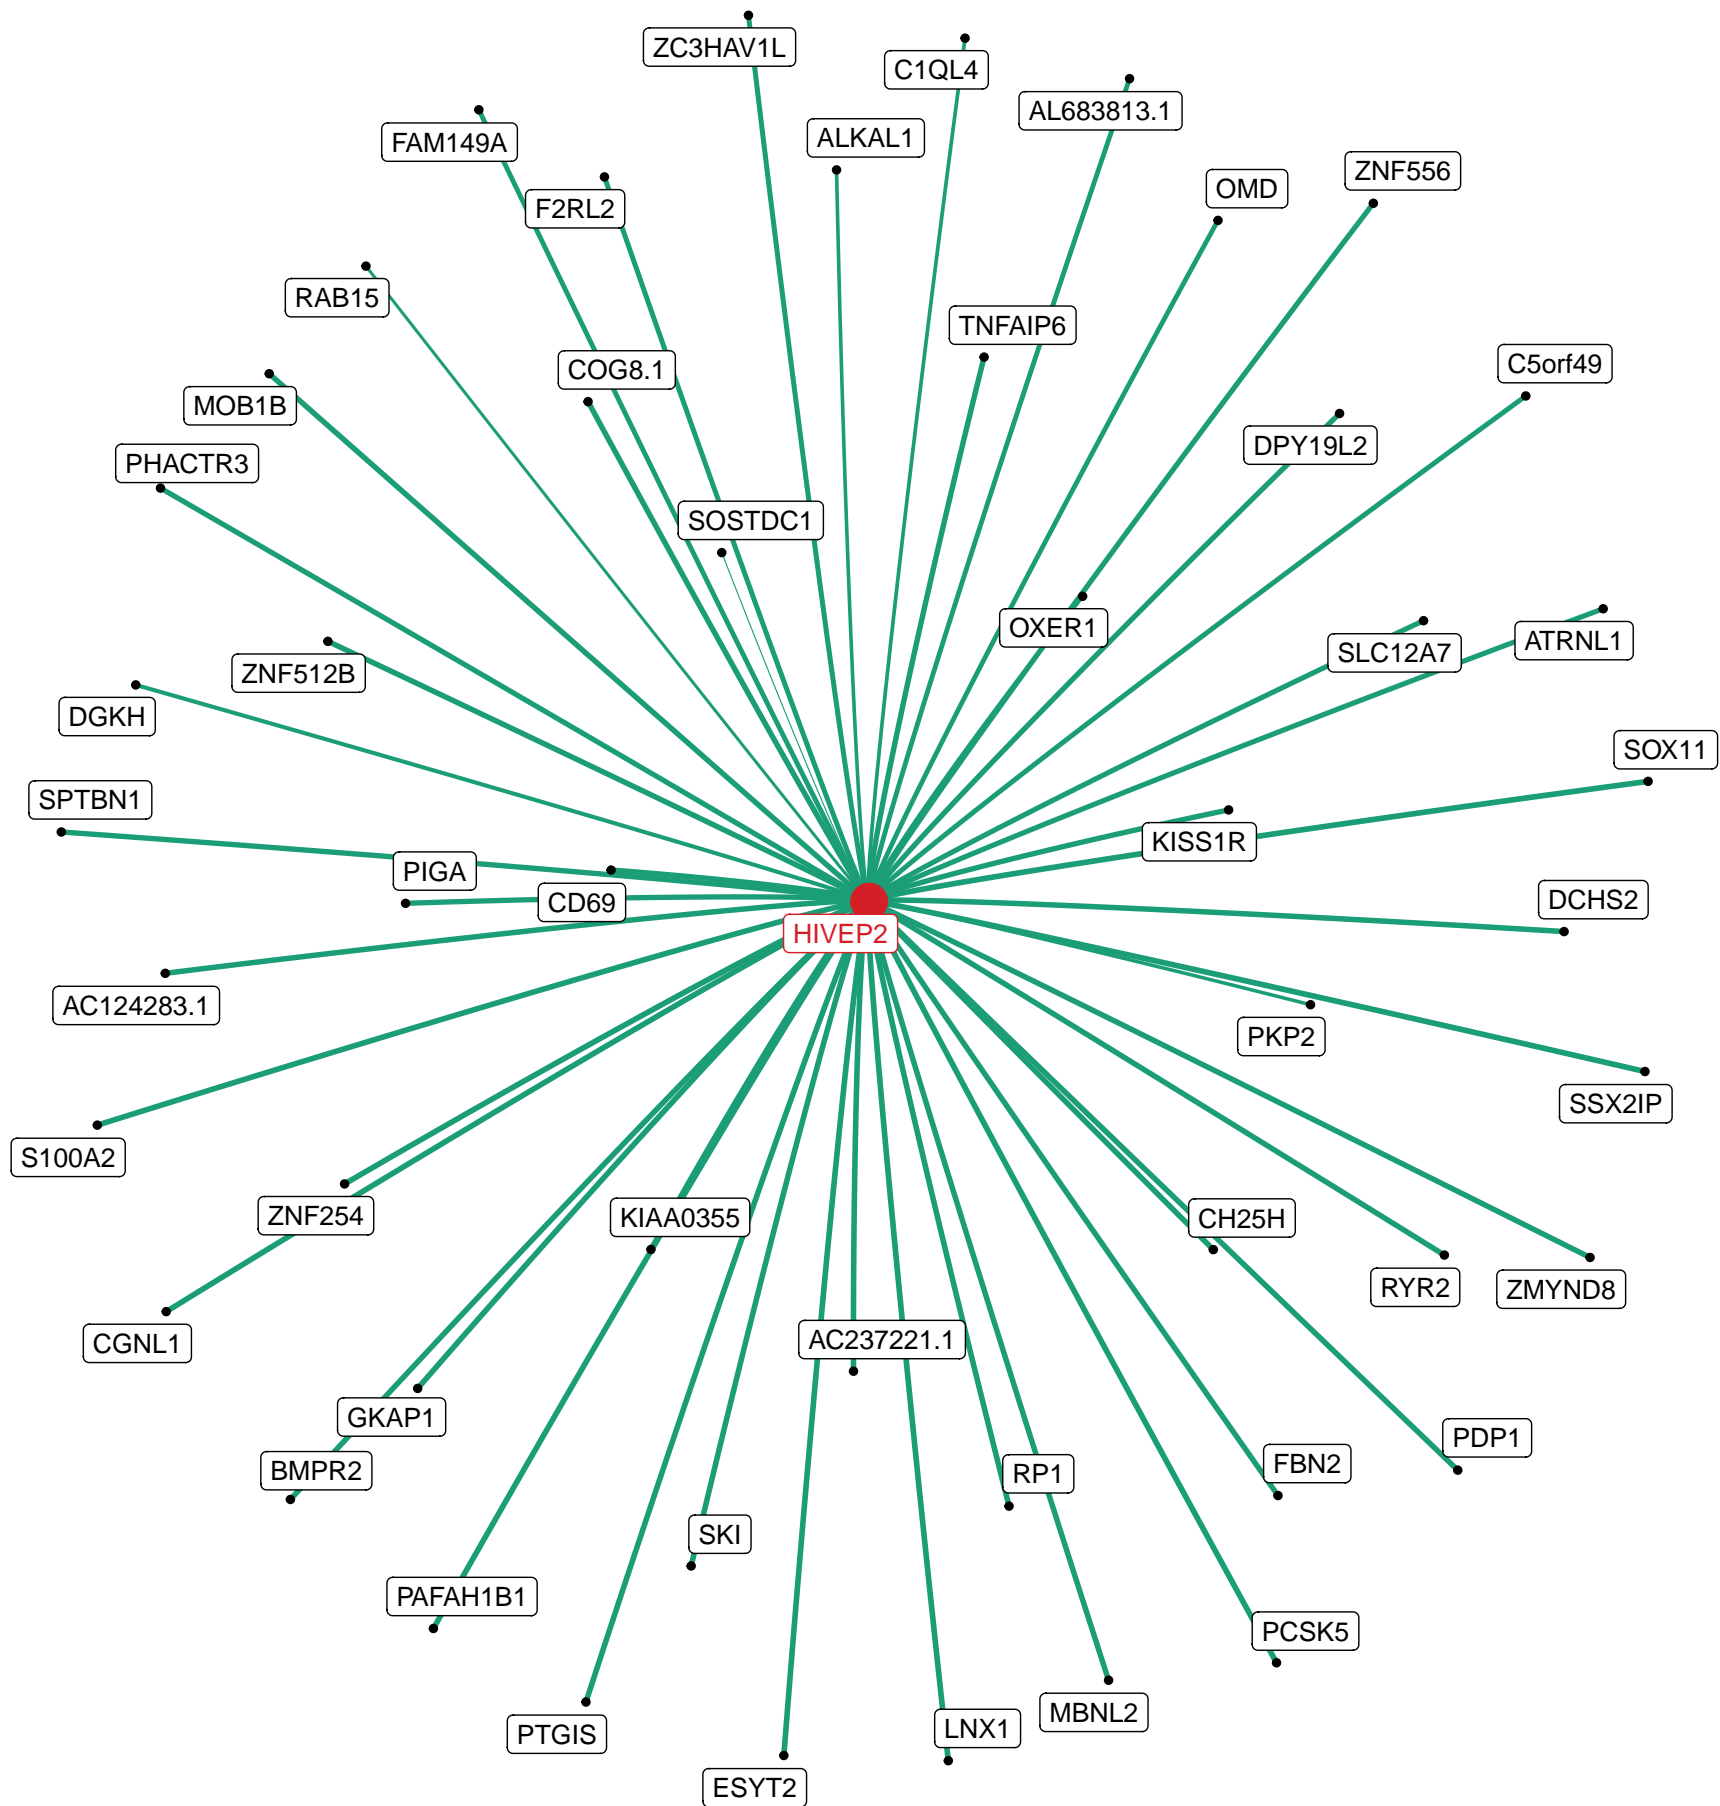 ZC3HAV1L
C1QL4
AL683813.1
FAM149A
ALKAL1
ZNF556
OMD
F2RL2
RAB15
TNFAIP6
C5orf49
COG8.1
MOB1B
DPY19L2
PHACTR3
SOSTDC1
OXER1
ATRNL1
SLC12A7
ZNF512B
DGKH
SOX11
SPTBN1
KISS1R
PIGA
CD69
DCHS2
HIVEP2
AC124283.1
PKP2
SSX2IP
S100A2
ZNF254
KIAA0355
CH25H
RYR2
ZMYND8
CGNL1
AC237221.1
GKAP1
PDP1
FBN2
BMPR2
RP1
SKI
PAFAH1B1
PCSK5
MBNL2
LNX1
PTGIS
ESYT2